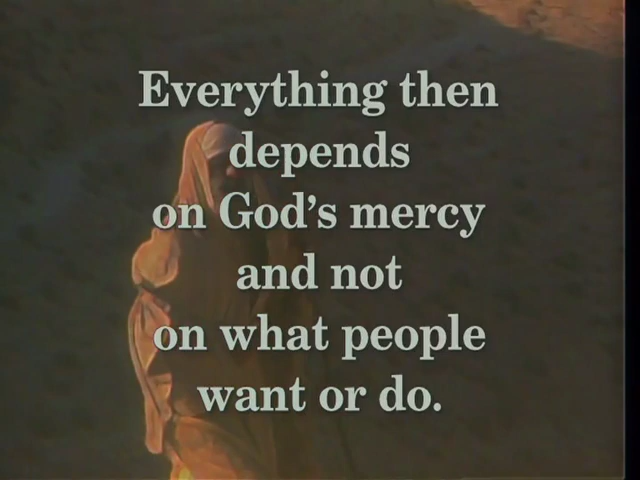 Everything then
depends
on God's mercy
and not
on what people
want or do.